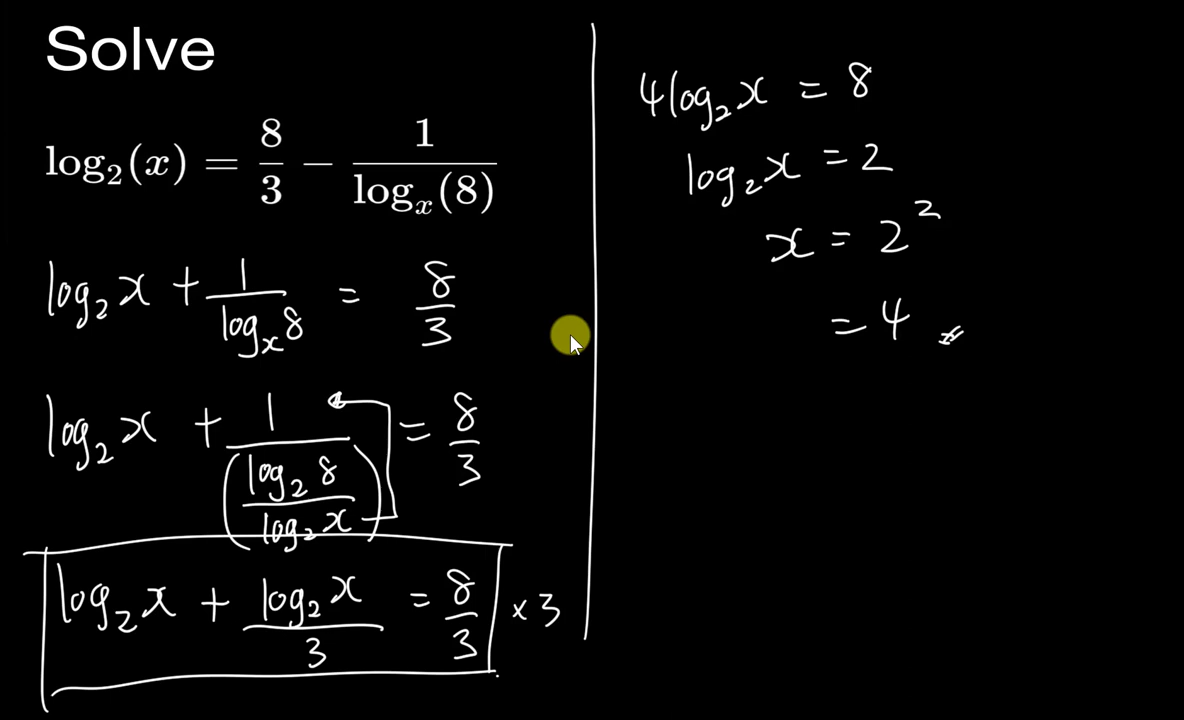 Solve
log₂(x) = 8/3 − 1/logₓ(8)
log₂x + 1/logₓ8 = 8/3
log₂x + 1/(log₂8/log₂x) = 8/3
log₂x + log₂x/3 = 8/3 ×3
4log₂x = 8
log₂x = 2
x = 2²
= 4